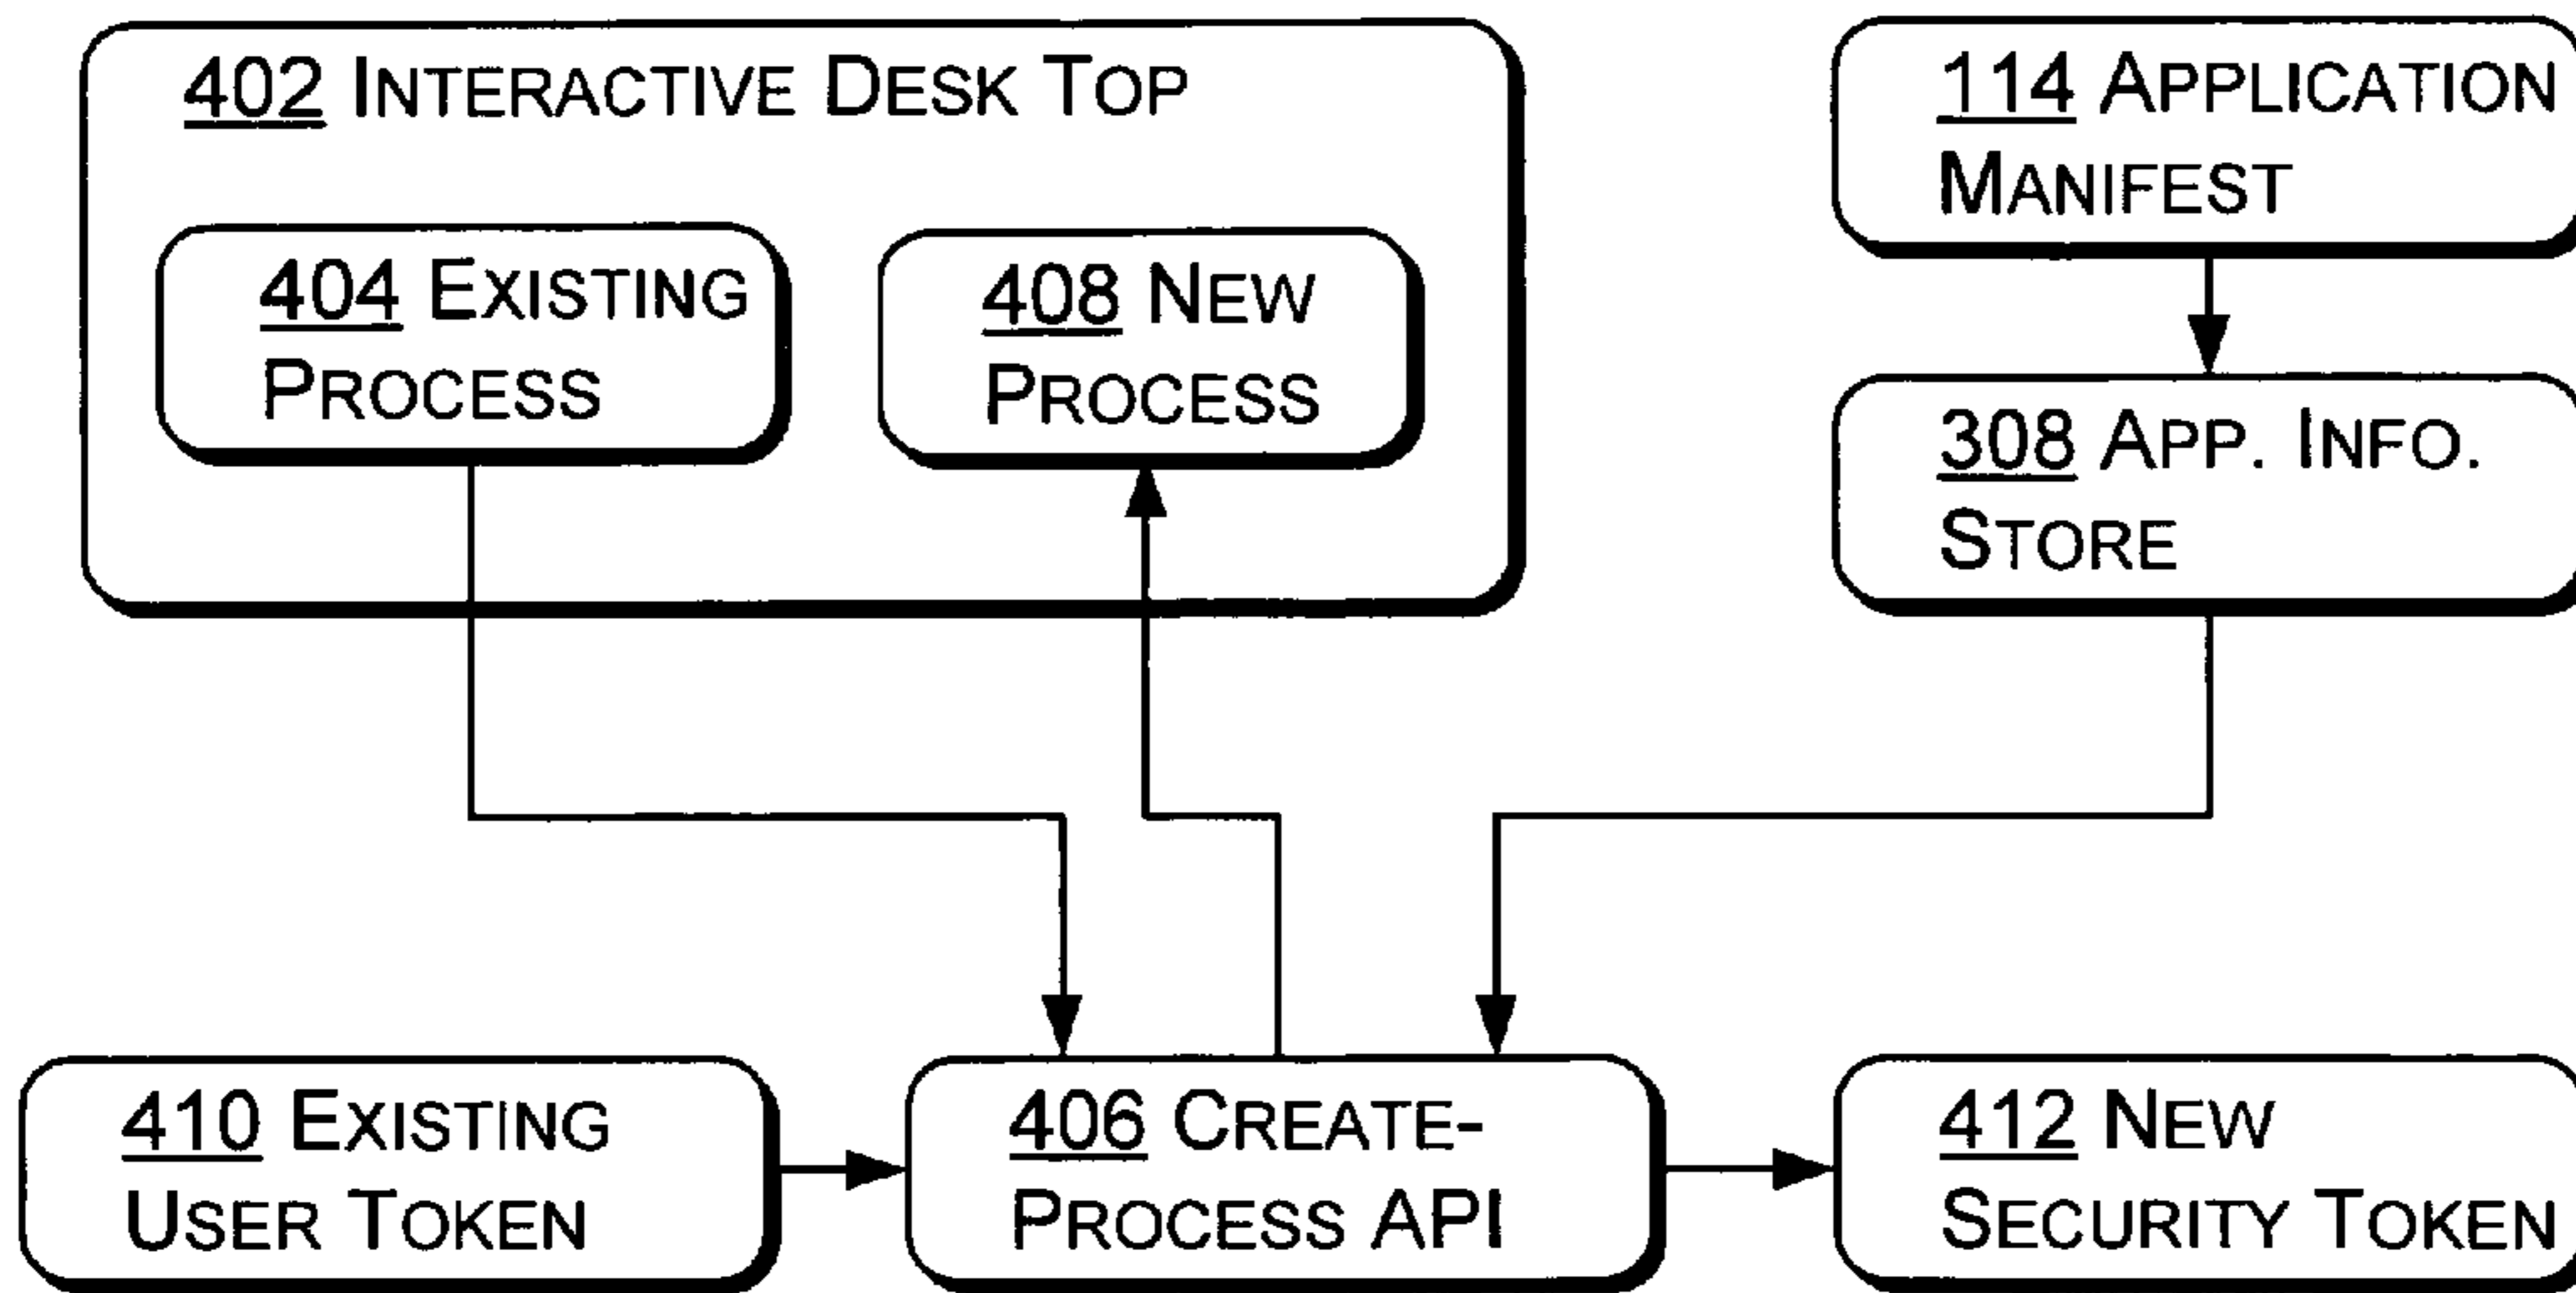 402 INTERACTIVE DESK TOP
404 EXISTING
PROCESS
408 NEW
PROCESS
114 APPLICATION
MANIFEST
308 APP. INFO.
STORE
410 EXISTING
USER TOKEN
406 CREATE-
PROCESS API
412 NEW
SECURITY TOKEN